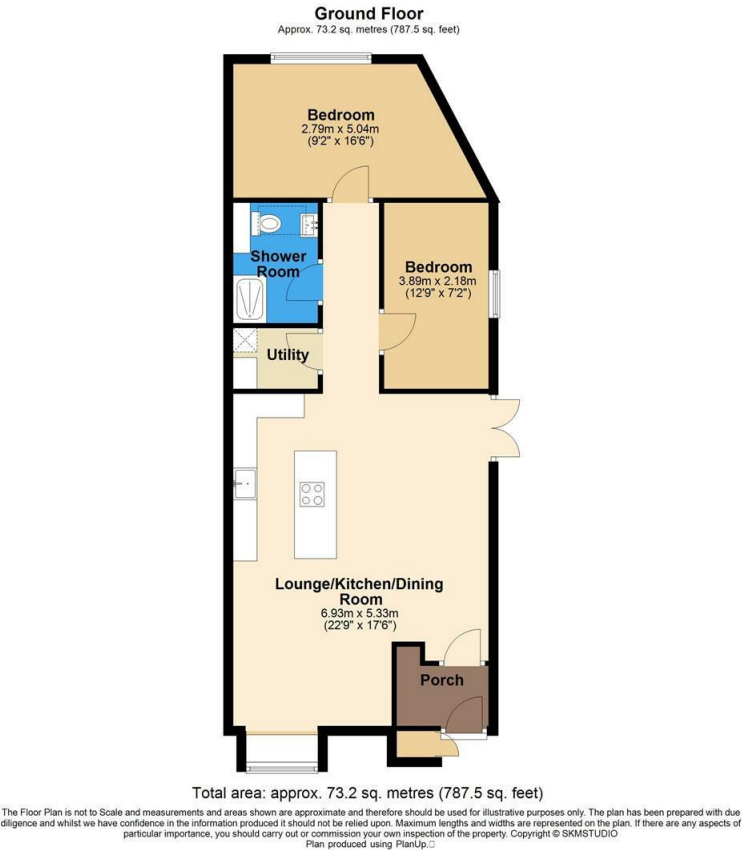 Ground Floor
Approx. 73.2 sq. metres (787.5 sq. feet)
Bedroom
2.79m x 5.04m
(9'2" x 16'6")
Shower
Room
Bedroom
3.89m x 2.18m
(12'9" x 7'2")
Utility
Lounge/Kitchen/Dining
Room
6.93m x 5.33m
(22'9" x 17'6")
Porch
Total area: approx. 73.2 sq. metres (787.5 sq. feet)
The Floor Plan is not to Scale and measurements and areas shown are approximate and therefore should be used for illustrative purposes only. The plan has been prepared with due
diligence and whilst we have confidence in the information produced it should not be relied upon. Maximum lengths and widths are represented on the plan. If there are any aspects of
particular importance, you should carry out or commission your own inspection of the property. Copyright © SKMSTUDIO
Plan produced using PlanUp.